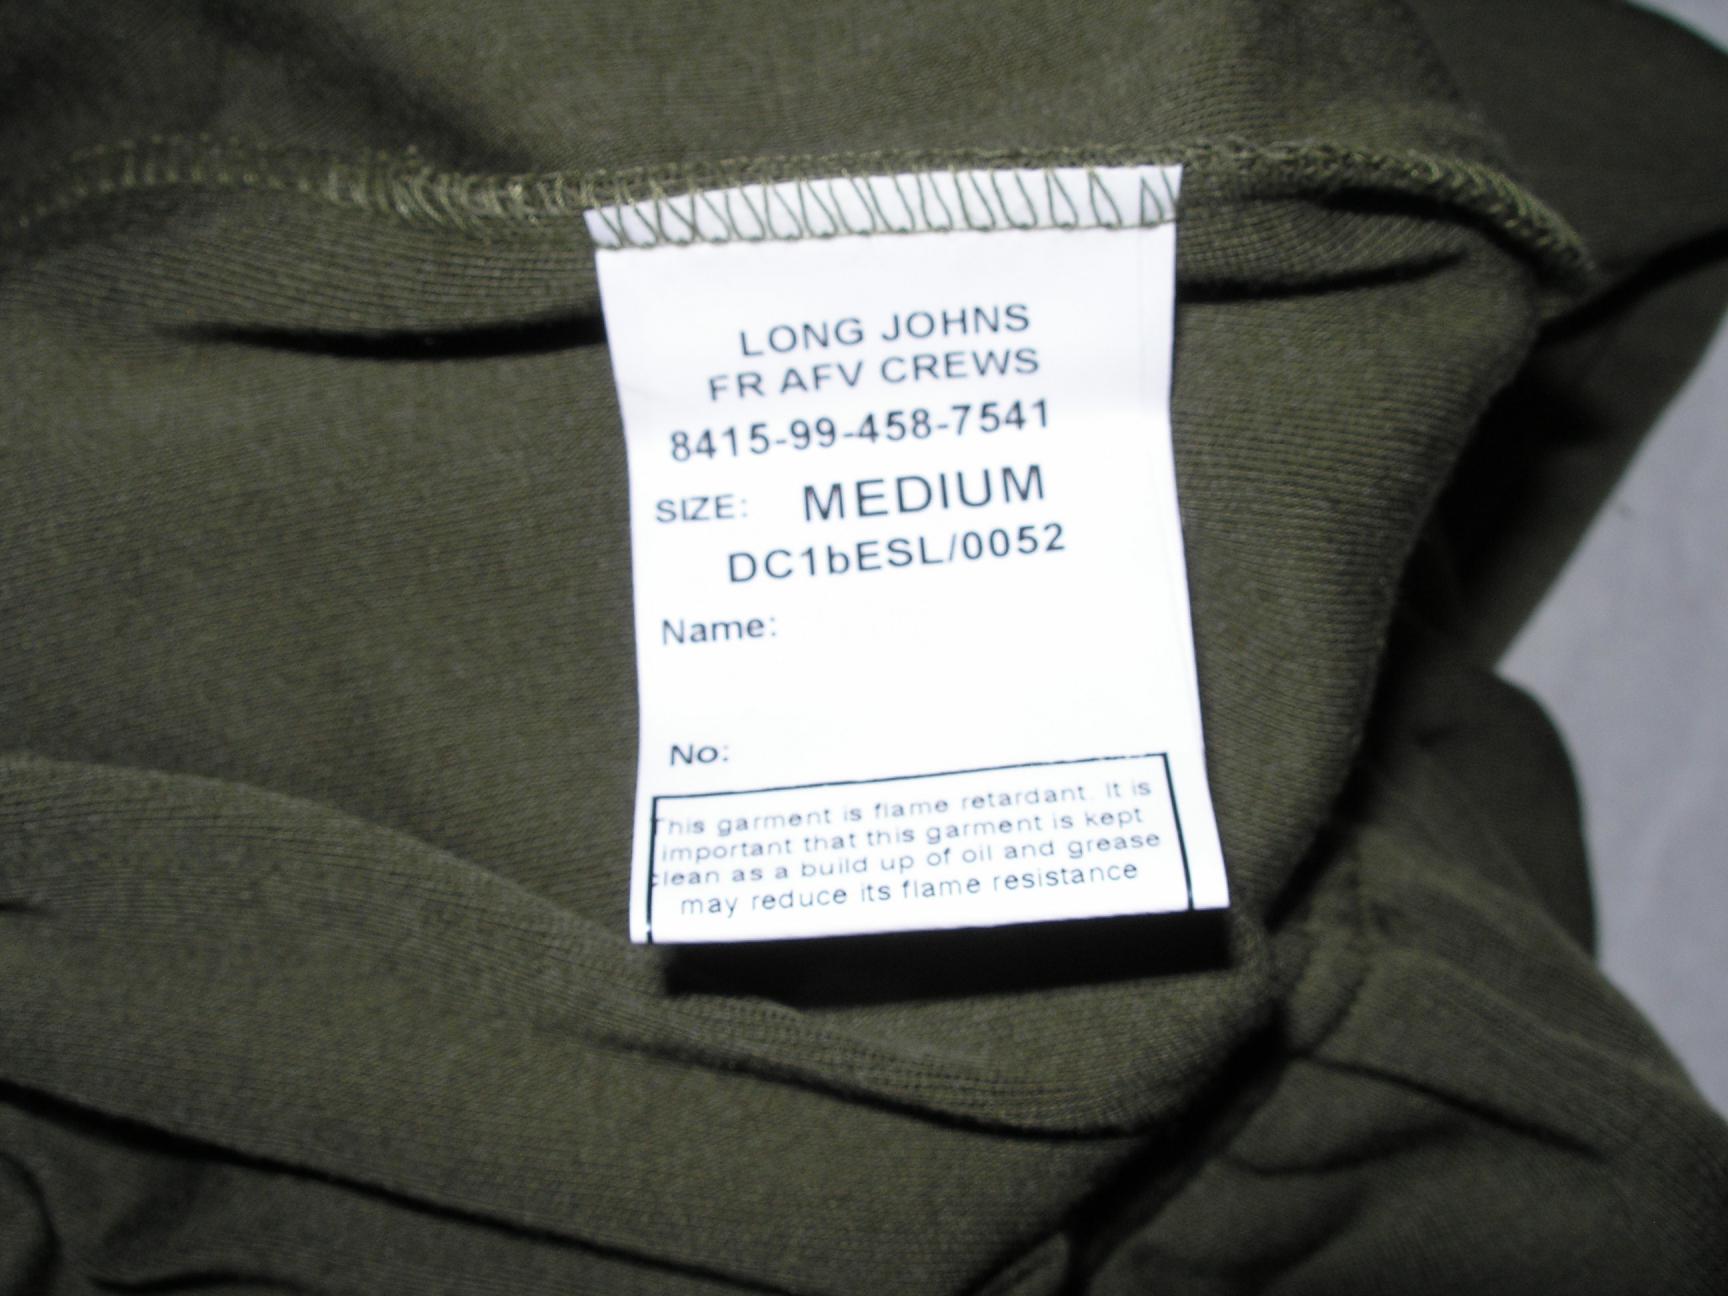 LONG JOHNS
FR AFV CREWS
8415-99-458-7541
SIZE: MEDIUM
DC1bESL/0052
Name:
No:
This garment is flame retardant. It is
important that this garment is kept
clean as a build up of oil and grease
may reduce its flame resistance